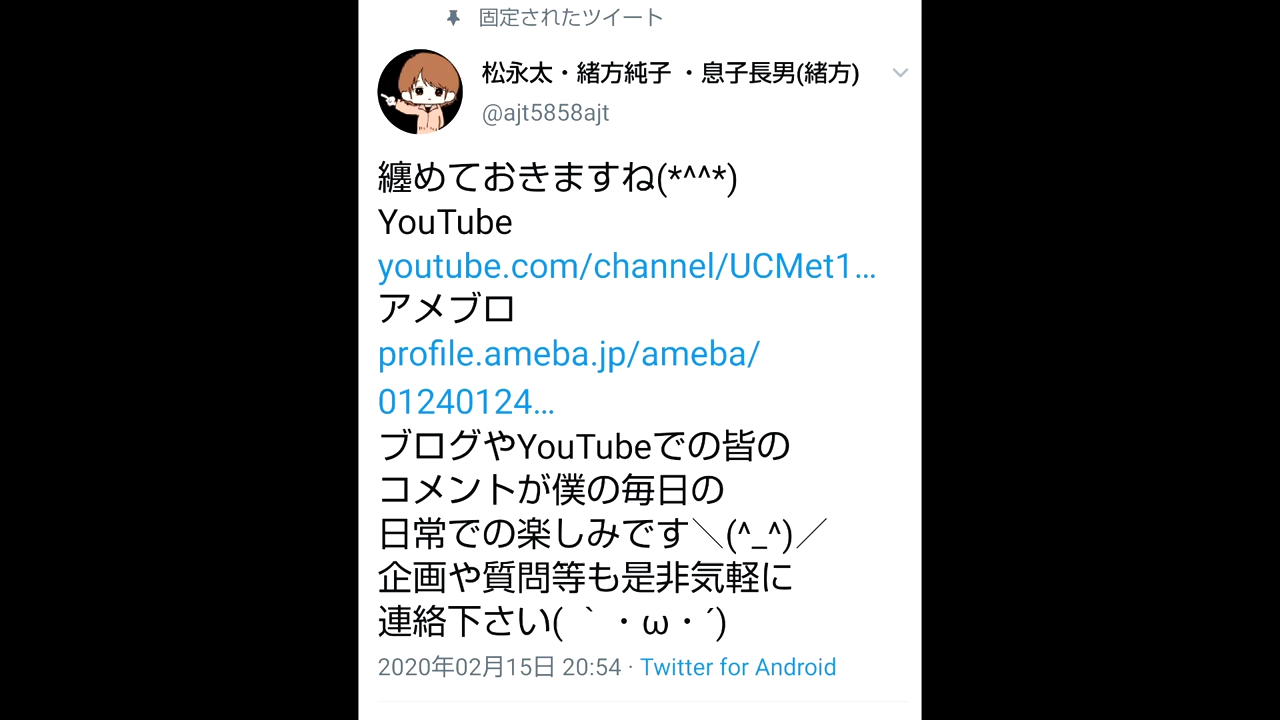 固定されたツイート
松永太・緒方純子 ・息子長男(緒方)
@ajt5858ajt
纏めておきますね(*^^*)
YouTube
youtube.com/channel/UCMet1…
アメブロ
profile.ameba.jp/ameba/
01240124…
ブログやYouTubeでの皆の
コメントが僕の毎日の
日常での楽しみです＼(^_^)／
企画や質問等も是非気軽に
連絡下さい( ｀・ω・´)
2020年02月15日 20:54 · Twitter for Android